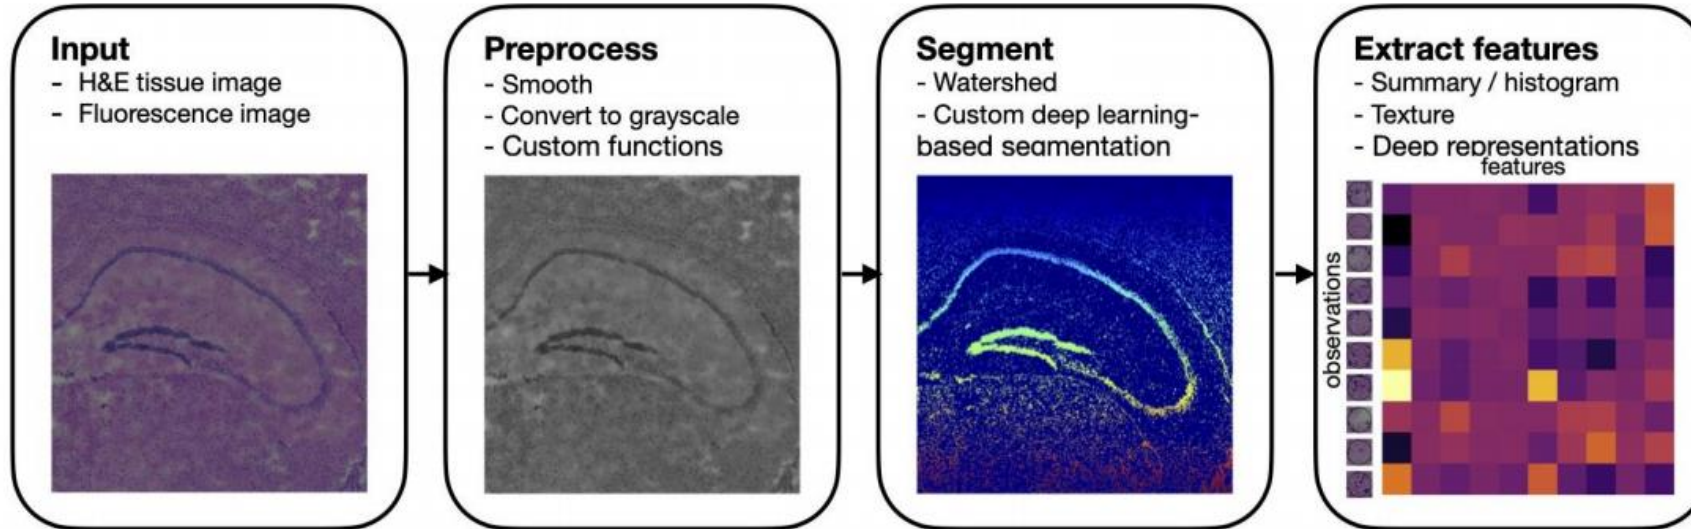 Input
- H&E tissue image
- Fluorescence image
Preprocess
- Smooth
- Convert to grayscale
- Custom functions
Segment
- Watershed
- Custom deep learning-
based segmentation
Extract features
- Summary / histogram
- Texture
- Deep representations
features
observations